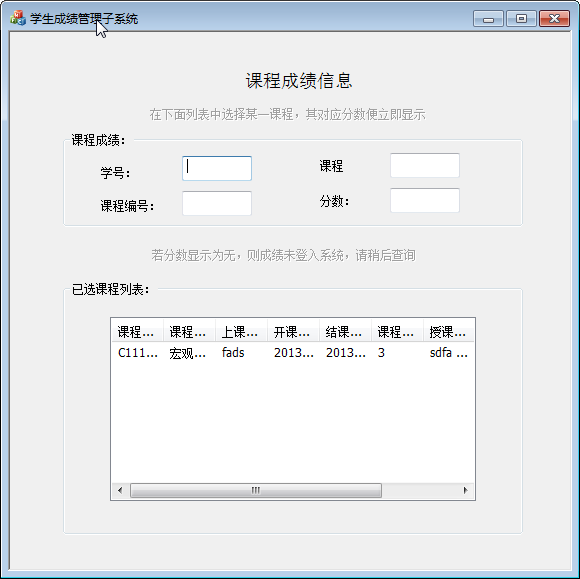 学生成绩管理子系统
课程成绩信息
在下面列表中选择某一课程，其对应分数便立即显示
课程成绩：
学号：
课程
课程编号：
分数：
若分数显示为无，则成绩未登入系统，请稍后查询
已选课程列表：
课程... 课程... 上课... 开课... 结课... 课程... 授课...
C111... 宏观... fads 2013... 2013... 3 sdfa ...